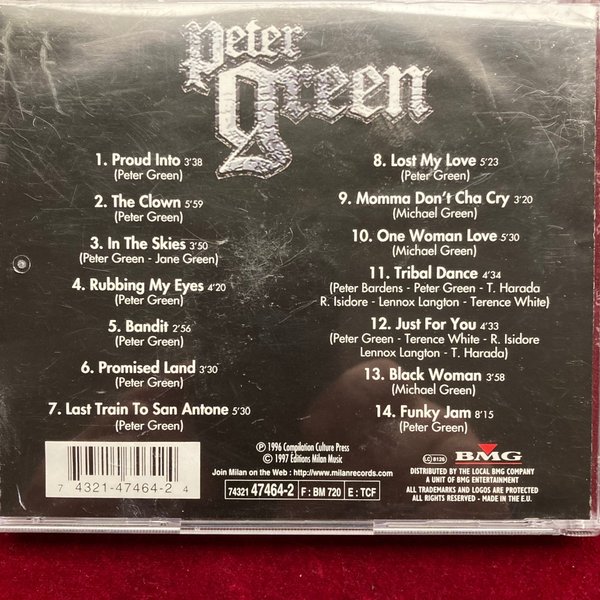 Peter
Green
1. Proud Into 3'38
(Peter Green)
2. The Clown 5'59
(Peter Green)
3. In The Skies 3'50
(Peter Green - Jane Green)
4. Rubbing My Eyes 4'20
(Peter Green)
5. Bandit 2'56
(Peter Green)
6. Promised Land 3'30
(Peter Green)
7. Last Train To San Antone 5'30
(Peter Green)
8. Lost My Love 5'23
(Peter Green)
9. Momma Don't Cha Cry 3'20
(Michael Green)
10. One Woman Love 5'30
(Michael Green)
11. Tribal Dance 4'34
(Peter Bardens - Peter Green - T. Harada
R. Isidore - Lennox Langton - Terence White)
12. Just For You 4'33
(Peter Green - Terence White - R. Isidore
Lennox Langton - T. Harada)
13. Black Woman 3'58
(Michael Green)
14. Funky Jam 8'15
(Peter Green)
7 4321-47464-2 4
℗ 1996 Compilation Culture Press
© 1997 Editions Milan Music
Join Milan on the Web : http://www.milanrecords.com
74321 47464-2 F : BM 720 E : TCF
LC 8126
BMG
DISTRIBUTED BY THE LOCAL BMG COMPANY
A UNIT OF BMG ENTERTAINMENT
ALL TRADEMARKS AND LOGOS ARE PROTECTED
ALL RIGHTS RESERVED - MADE IN THE E.U.